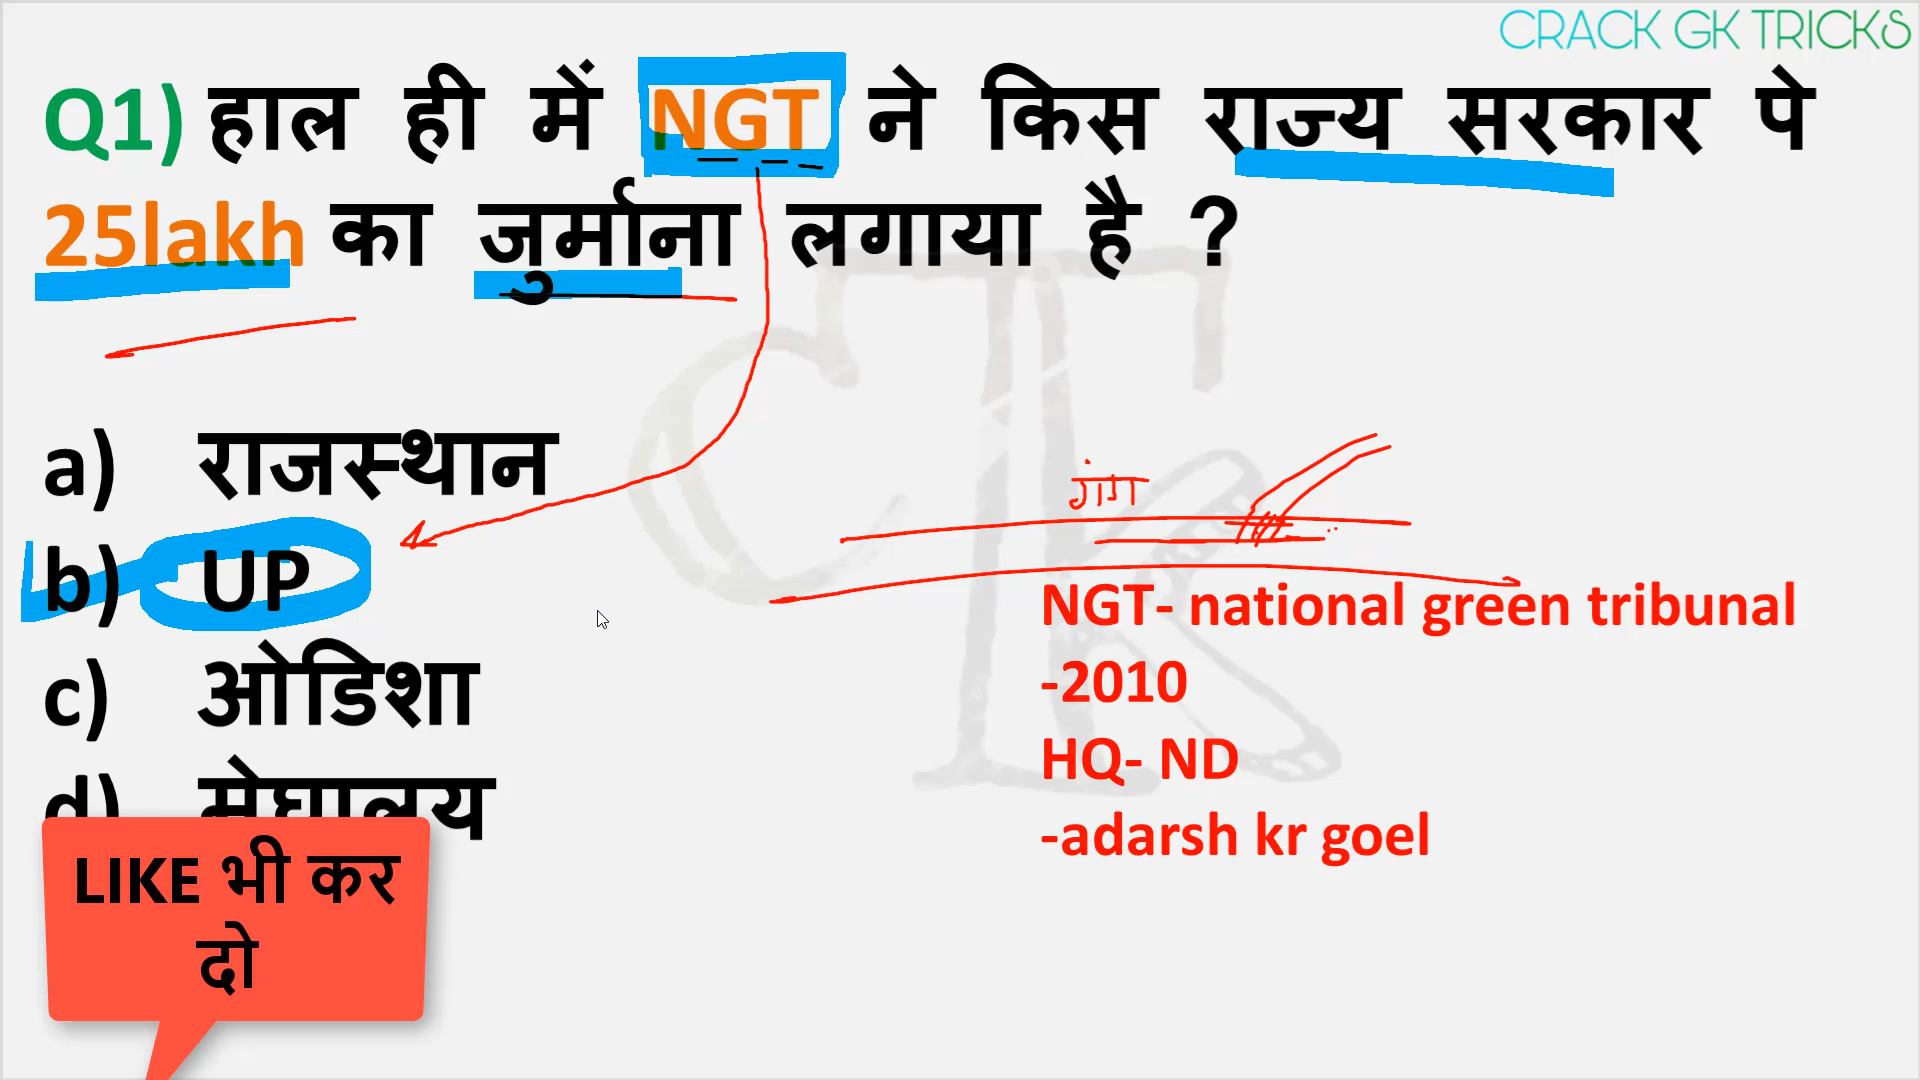 CRACK GK TRICKS
Q1) हाल ही में NGT ने किस राज्य सरकार पे
25lakh का जुर्माना लगाया है ?
a) राजस्थान
b) UP
c) ओडिशा
d) मेघालय
गंगा
NGT- national green tribunal
-2010
HQ- ND
-adarsh kr goel
LIKE भी कर
दो